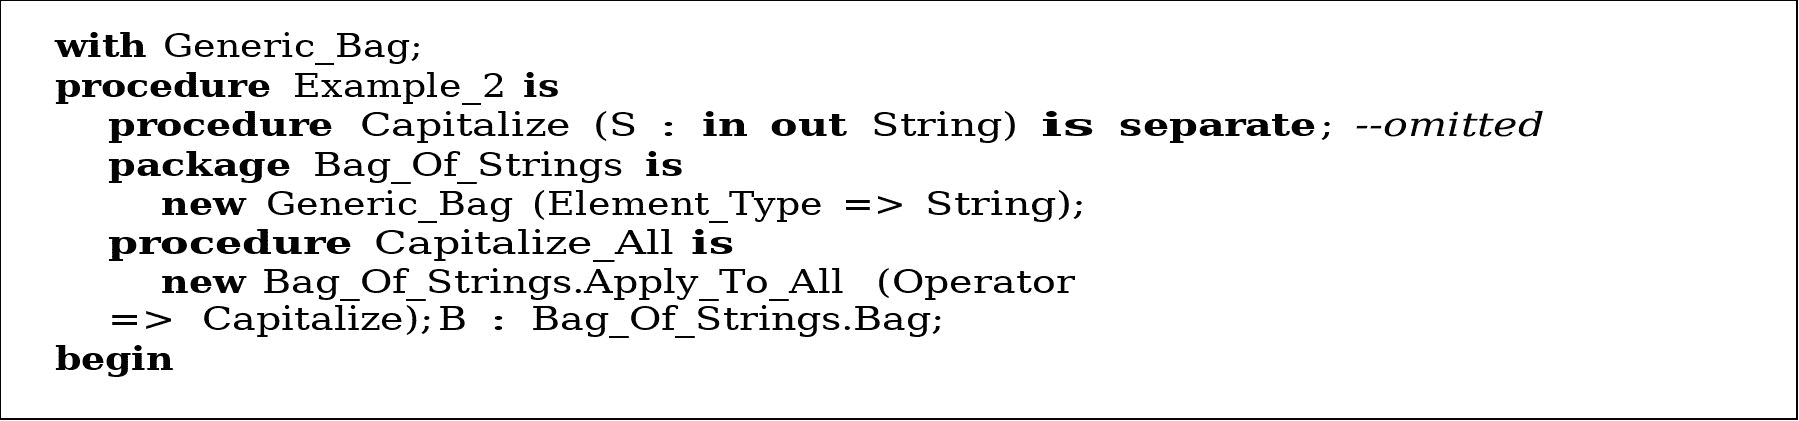 with Generic_Bag;
procedure Example_2 is
procedure Capitalize (S : in out String) is separate; --omitted
package Bag_Of_Strings is
new Generic_Bag (Element_Type => String);
procedure Capitalize_All is
new Bag_Of_Strings.Apply_To_All (Operator
=> Capitalize); B : Bag_Of_Strings.Bag;
begin